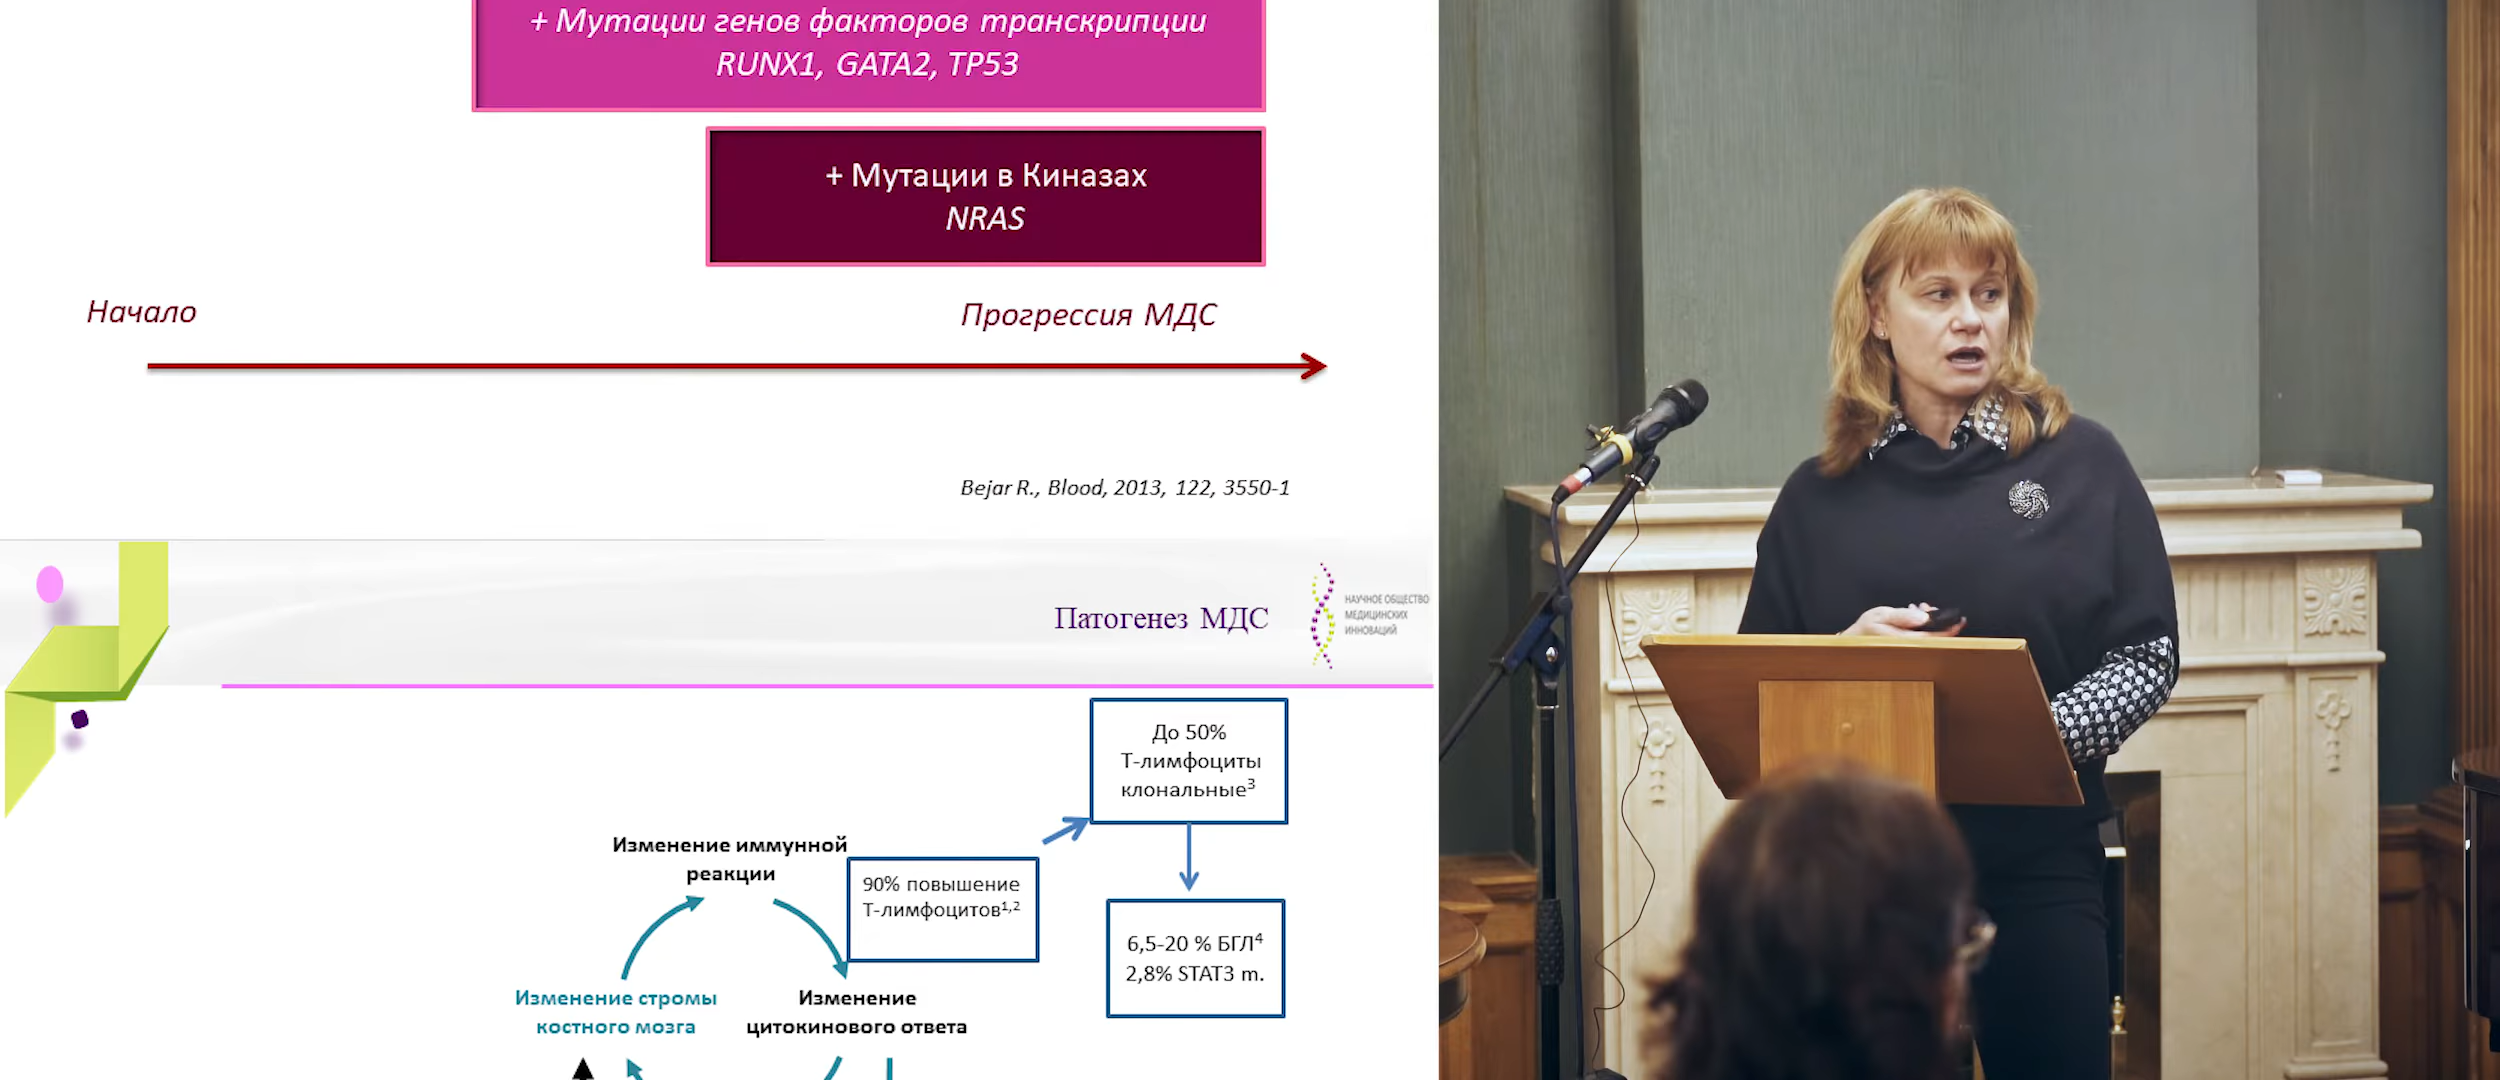 + Мутации генов факторов транскрипции
RUNX1, GATA2, TP53
+ Мутации в Киназах
NRAS
Начало
Прогрессия МДС
Bejar R., Blood, 2013, 122, 3550-1
Патогенез МДС
НАУЧНОЕ ОБЩЕСТВО
МЕДИЦИНСКИХ
ИННОВАЦИЙ
До 50%
Т-лимфоциты
клональные³
Изменение иммунной
реакции
90% повышение
Т-лимфоцитов¹,²
6,5-20 % БГЛ⁴
2,8% STAT3 m.
Изменение стромы
костного мозга
Изменение
цитокинового ответа